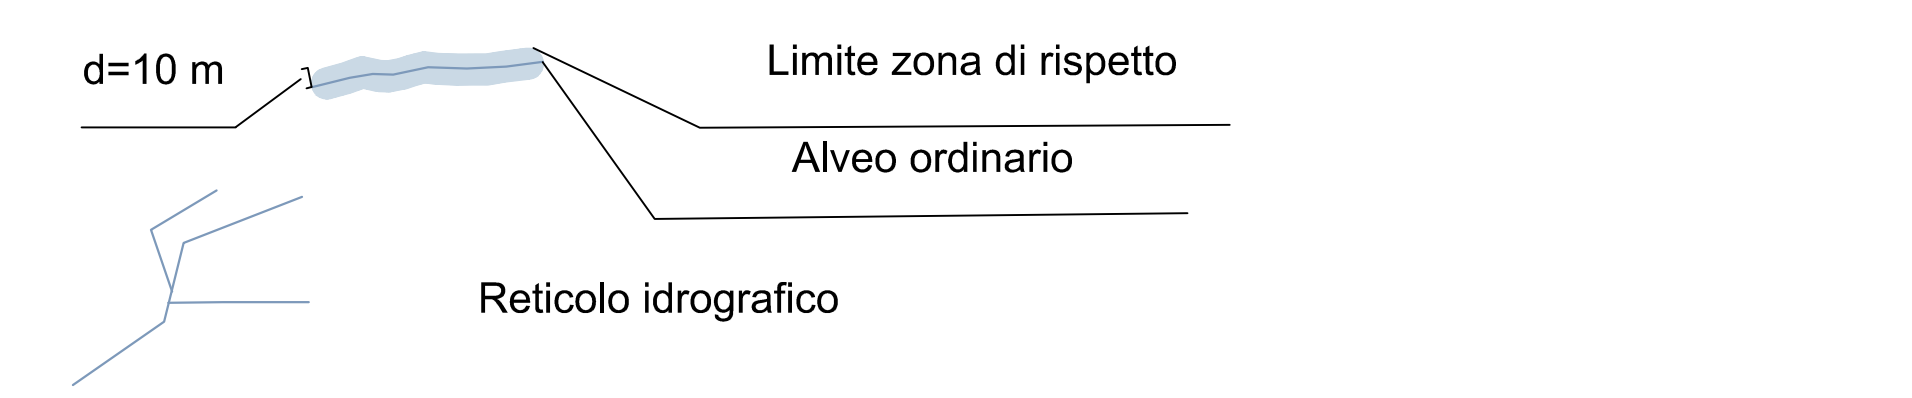 d=10 m
Limite zona di rispetto
Alveo ordinario
Reticolo idrografico